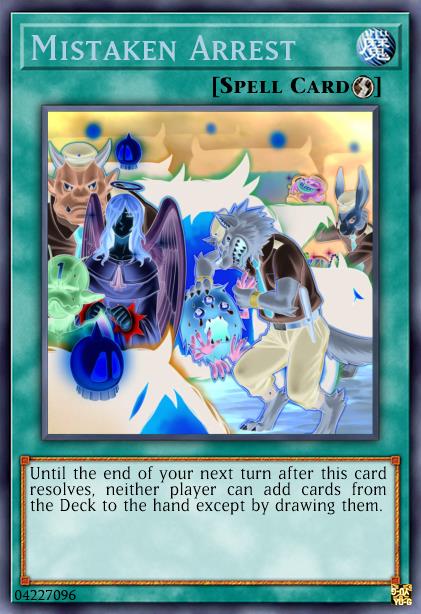 Mistaken Arrest
魔
[Spell Card]
Until the end of your next turn after this card
resolves, neither player can add cards from
the Deck to the hand except by drawing them.
04227096